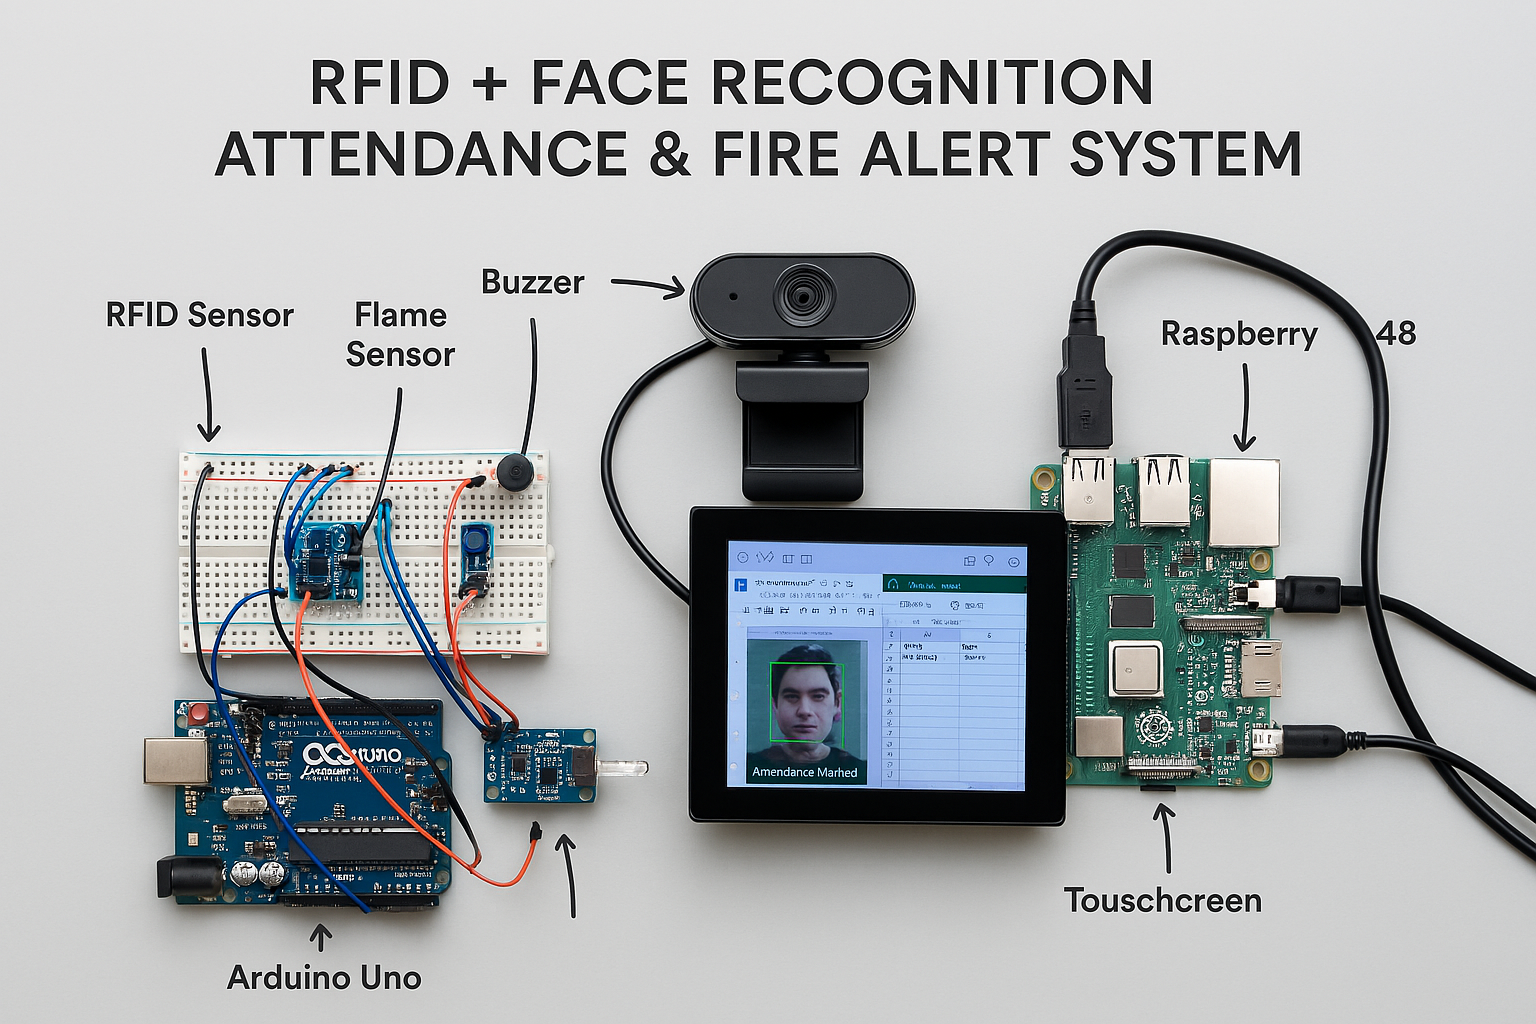 RFID + FACE RECOGNITION
ATTENDANCE & FIRE ALERT SYSTEM
Buzzer
RFID Sensor
Flame
Sensor
Raspberry 48
Amendance Marhed
Touschcreen
Arduino Uno